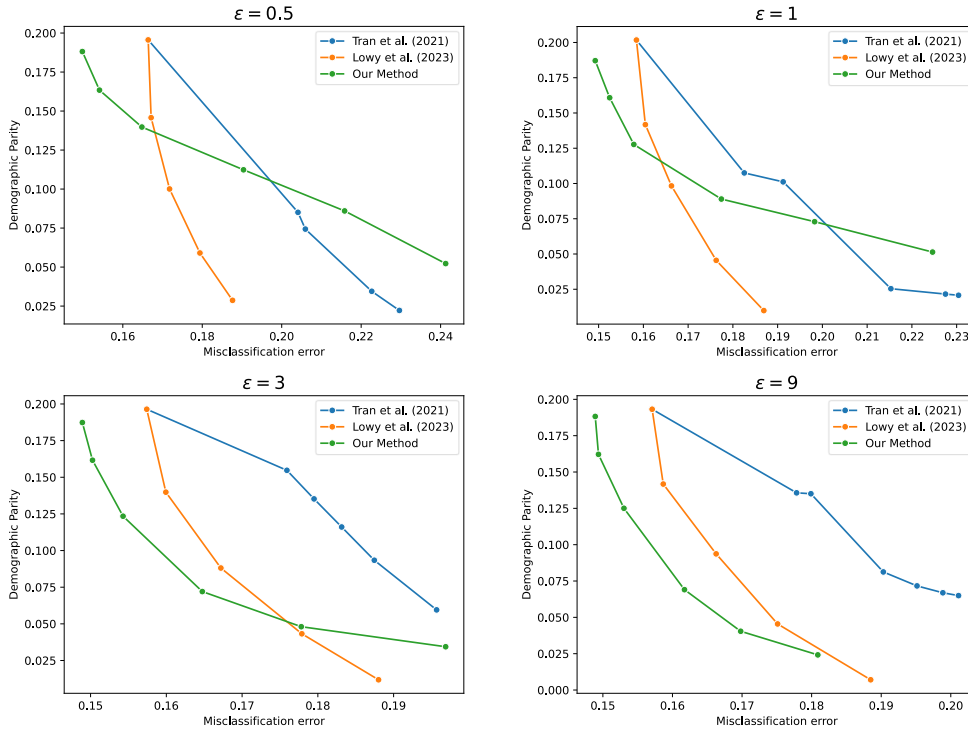 ε = 0.5
Demographic Parity
0.200
0.175
0.150
0.125
0.100
0.075
0.050
0.025
Tran et al. (2021)
Lowy et al. (2023)
Our Method
0.16 0.18 0.20 0.22 0.24
Misclassification error
ε = 1
Demographic Parity
0.200
0.175
0.150
0.125
0.100
0.075
0.050
0.025
Tran et al. (2021)
Lowy et al. (2023)
Our Method
0.15 0.16 0.17 0.18 0.19 0.20 0.21 0.22 0.23
Misclassification error
ε = 3
Demographic Parity
0.200
0.175
0.150
0.125
0.100
0.075
0.050
0.025
Tran et al. (2021)
Lowy et al. (2023)
Our Method
0.15 0.16 0.17 0.18 0.19
Misclassification error
ε = 9
Demographic Parity
0.200
0.175
0.150
0.125
0.100
0.075
0.050
0.025
0.000
Tran et al. (2021)
Lowy et al. (2023)
Our Method
0.15 0.16 0.17 0.18 0.19 0.20
Misclassification error